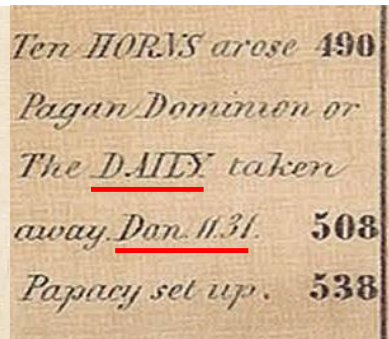 Ten HORNS arose 490
Pagan Dominion or
The DAILY taken
away. Dan. 11.31. 508
Papacy set up. 538